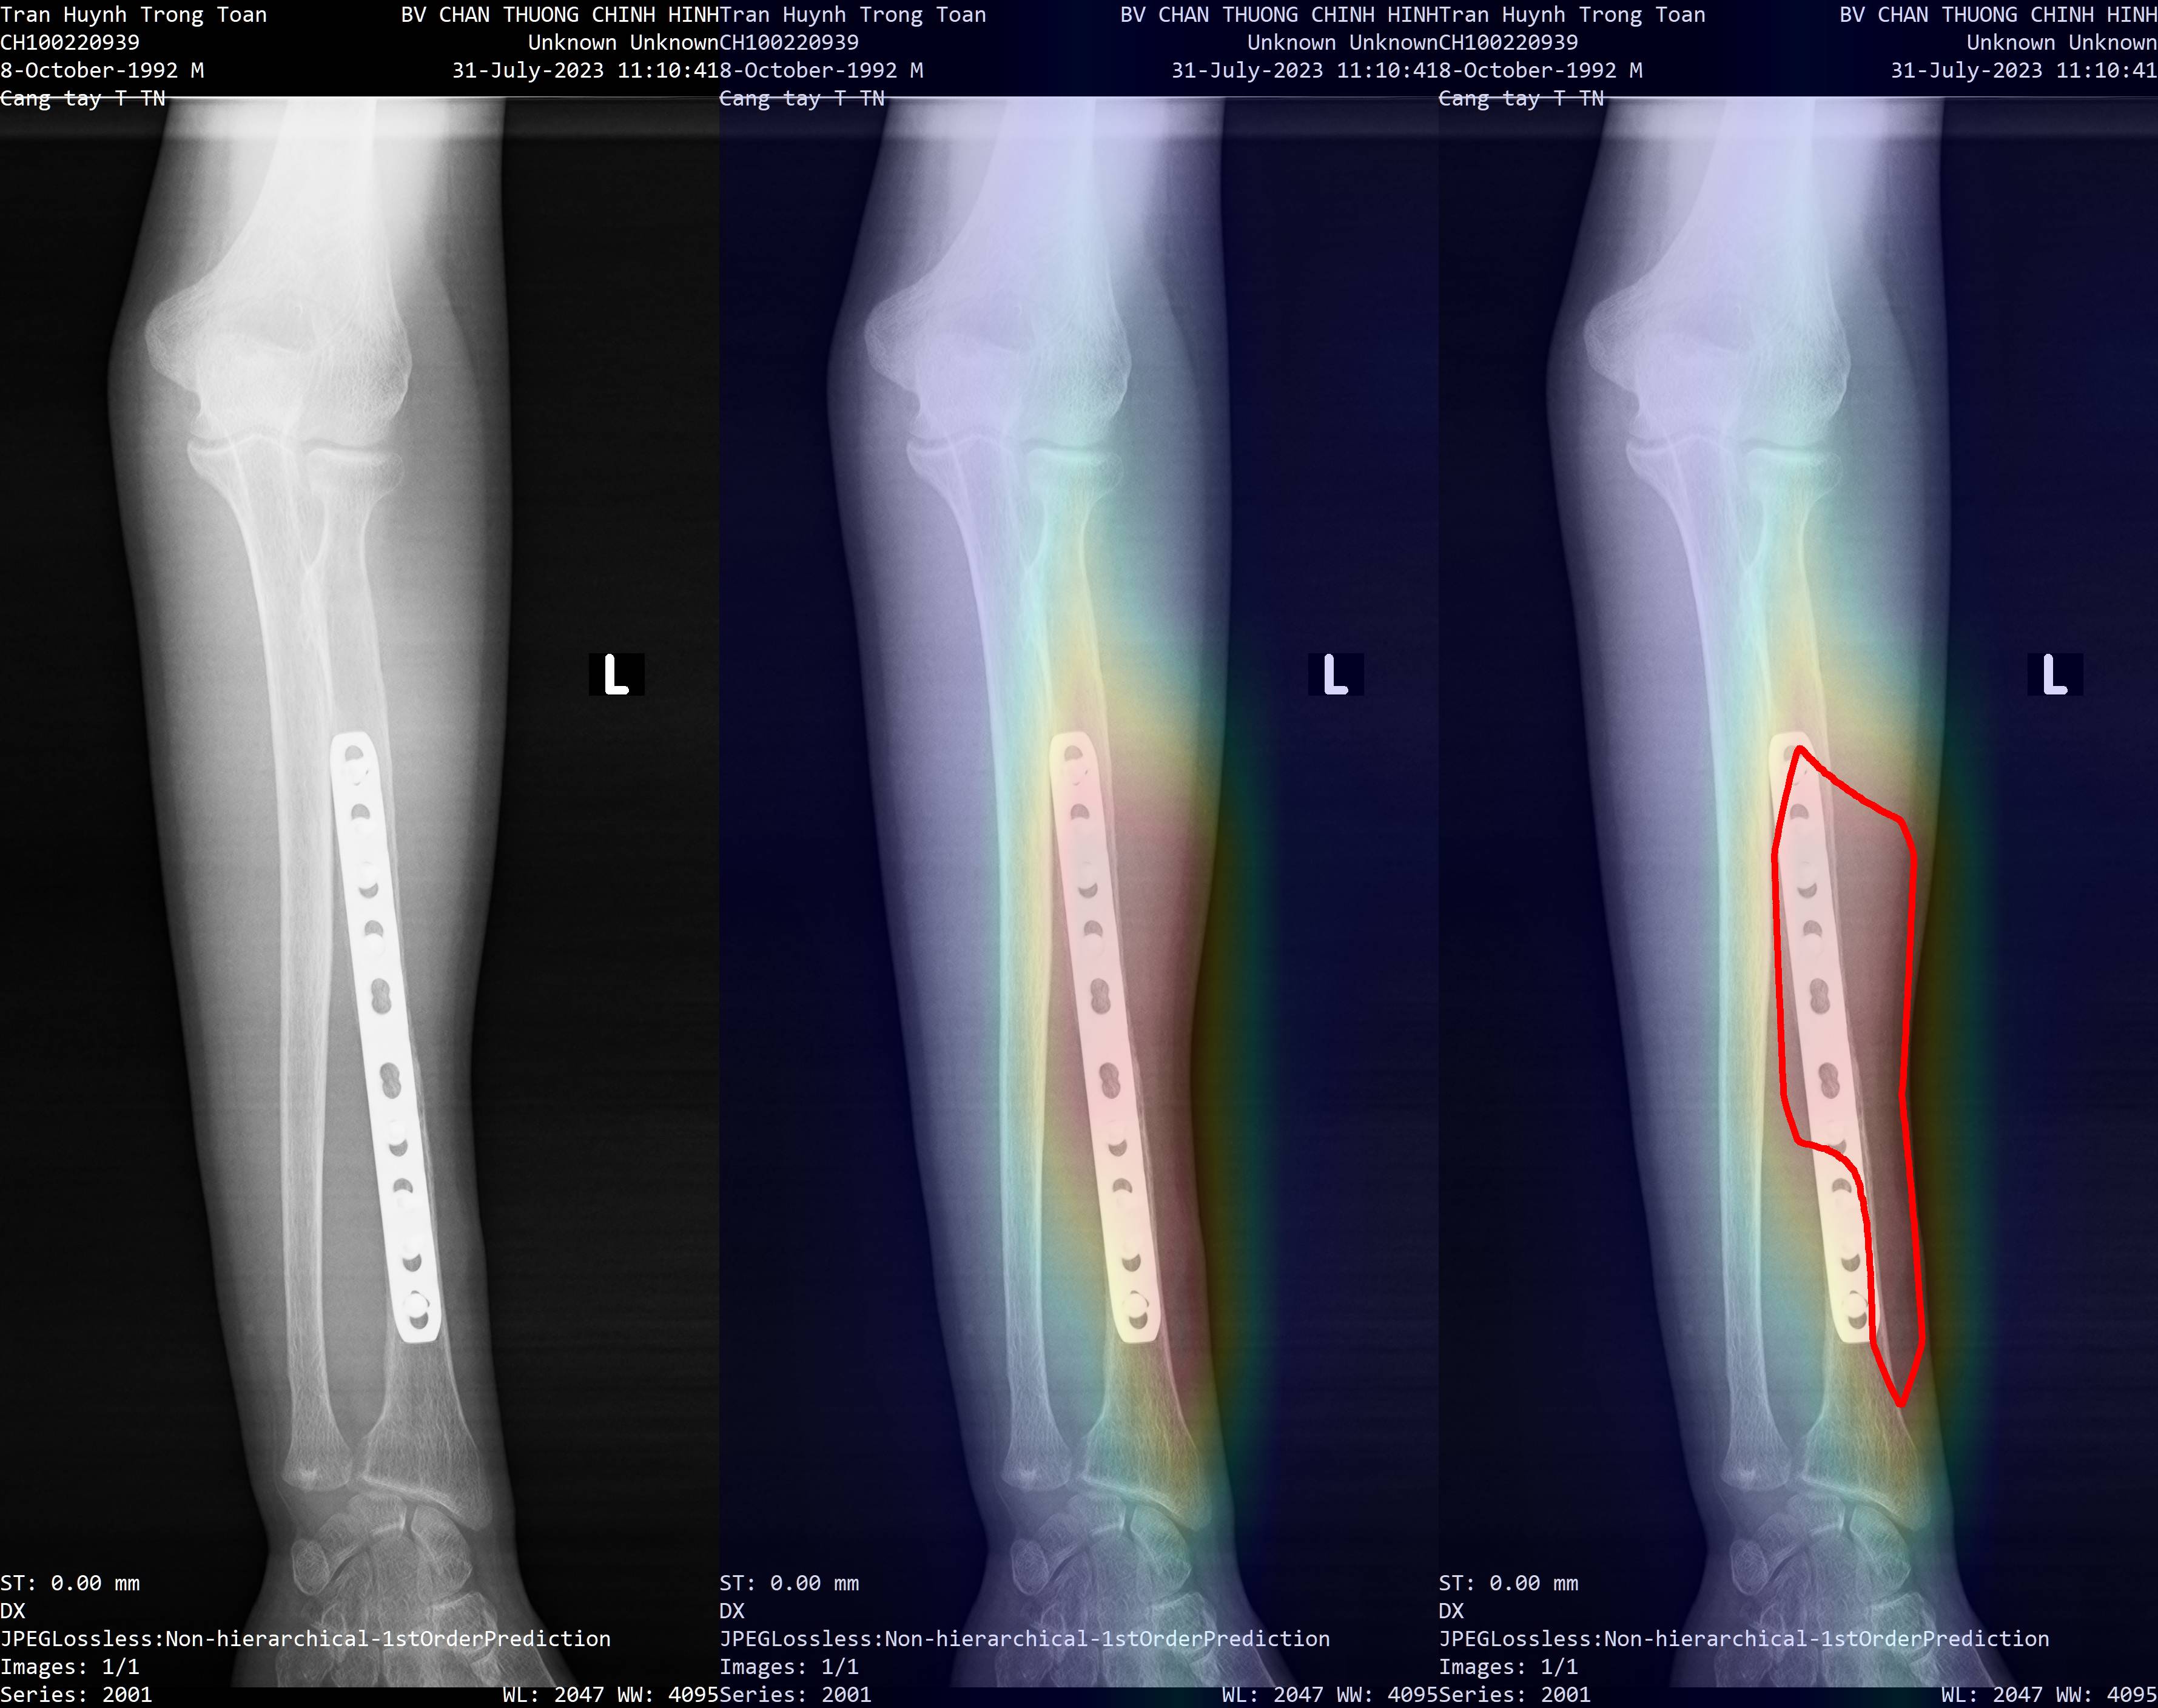 Tran Huynh Trong Toan
CH100220939
8-October-1992 M
Cang tay T TN
BV CHAN THUONG CHINH HINH
Unknown Unknown
31-July-2023 11:10:41
L
ST: 0.00 mm
DX
JPEGLossless:Non-hierarchical-1stOrderPrediction
Images: 1/1
Series: 2001
WL: 2047 WW: 4095
Tran Huynh Trong Toan
CH100220939
8-October-1992 M
Cang tay T TN
BV CHAN THUONG CHINH HINH
Unknown Unknown
31-July-2023 11:10:41
L
ST: 0.00 mm
DX
JPEGLossless:Non-hierarchical-1stOrderPrediction
Images: 1/1
Series: 2001
WL: 2047 WW: 4095
Tran Huynh Trong Toan
CH100220939
8-October-1992 M
Cang tay T TN
BV CHAN THUONG CHINH HINH
Unknown Unknown
31-July-2023 11:10:41
L
ST: 0.00 mm
DX
JPEGLossless:Non-hierarchical-1stOrderPrediction
Images: 1/1
Series: 2001
WL: 2047 WW: 4095